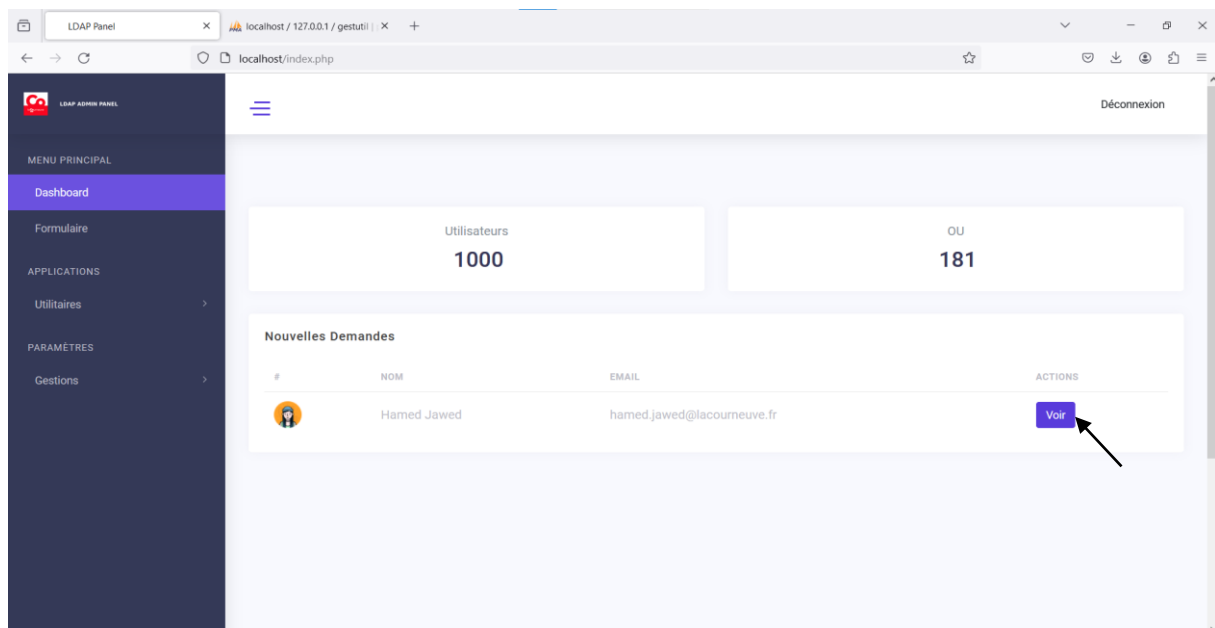 LDAP Panel
localhost / 127.0.0.1 / gestutil |
localhost/index.php
Co
LDAP ADMIN PANEL
Déconnexion
MENU PRINCIPAL
Dashboard
Formulaire
APPLICATIONS
Utilitaires
PARAMÈTRES
Gestions
Utilisateurs
1000
OU
181
Nouvelles Demandes
# NOM EMAIL ACTIONS
Hamed Jawed hamed.jawed@lacourneuve.fr Voir